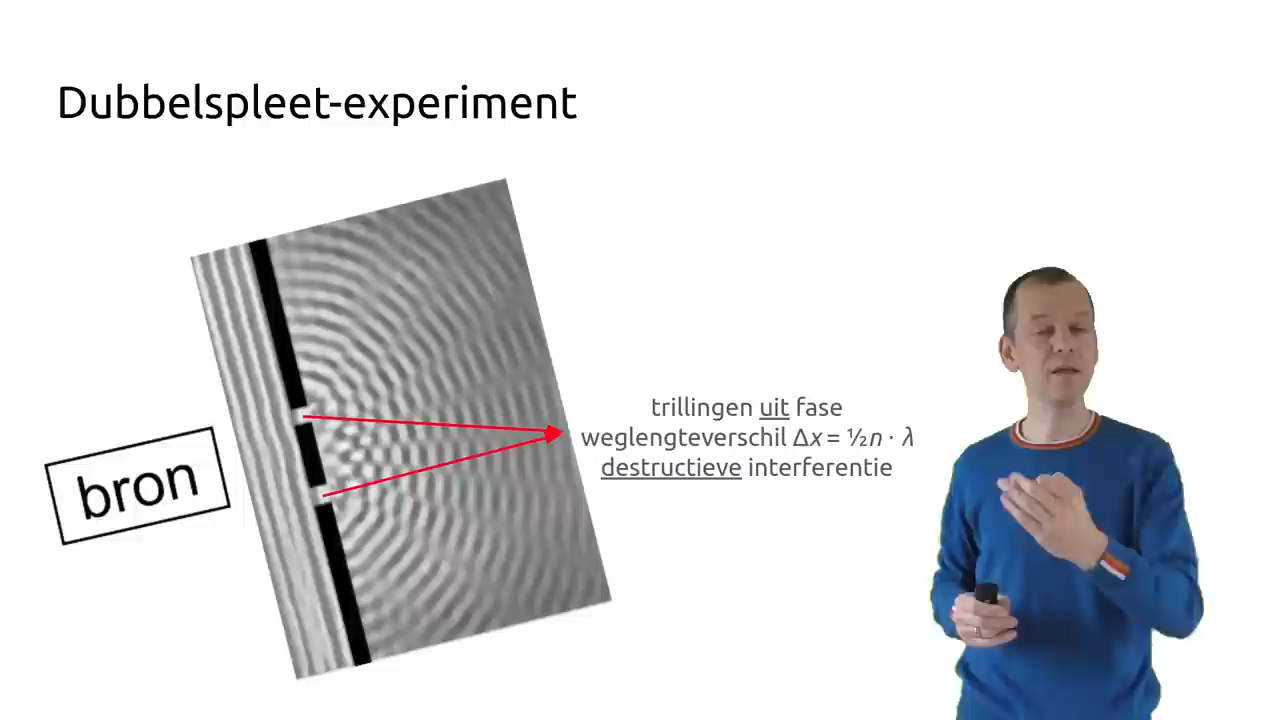 Dubbelspleet-experiment
bron
trillingen uit fase
weglengteverschil Δx = ½n · λ
destructieve interferentie